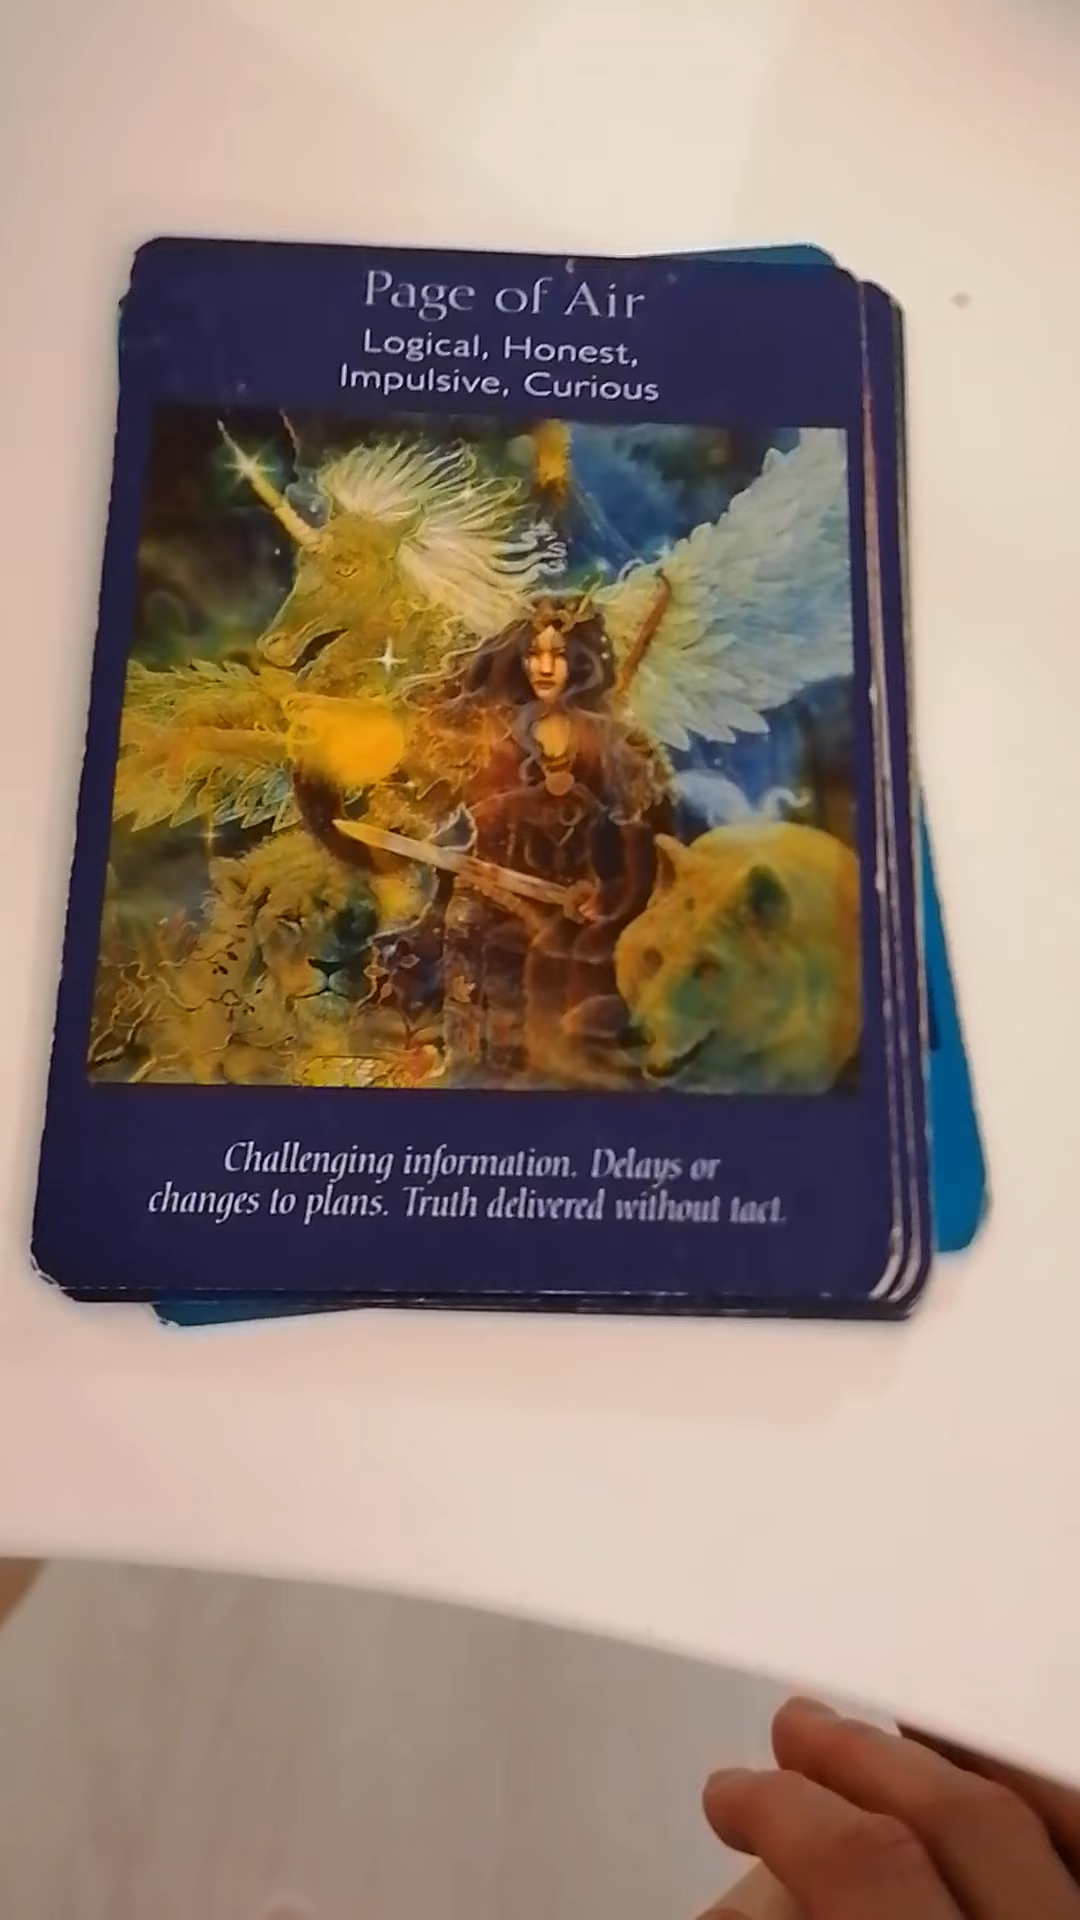 Page of Air
Logical, Honest,
Impulsive, Curious
Challenging information. Delays or
changes to plans. Truth delivered without tact.